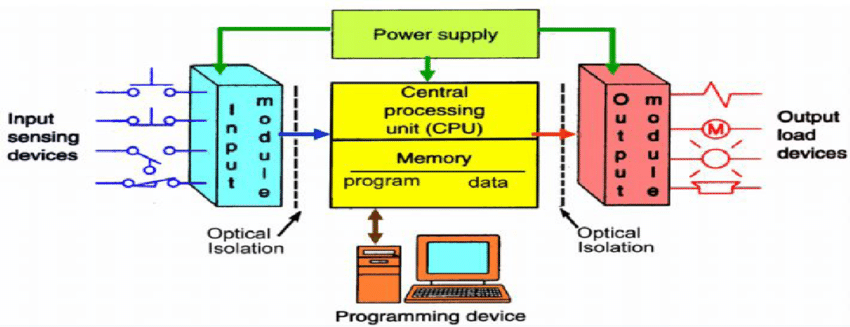 Power supply
Input
sensing
devices
Input
module
Central
processing
unit (CPU)
Memory
program data
Output
module
M
Output
load
devices
Optical
Isolation
Optical
Isolation
Programming device